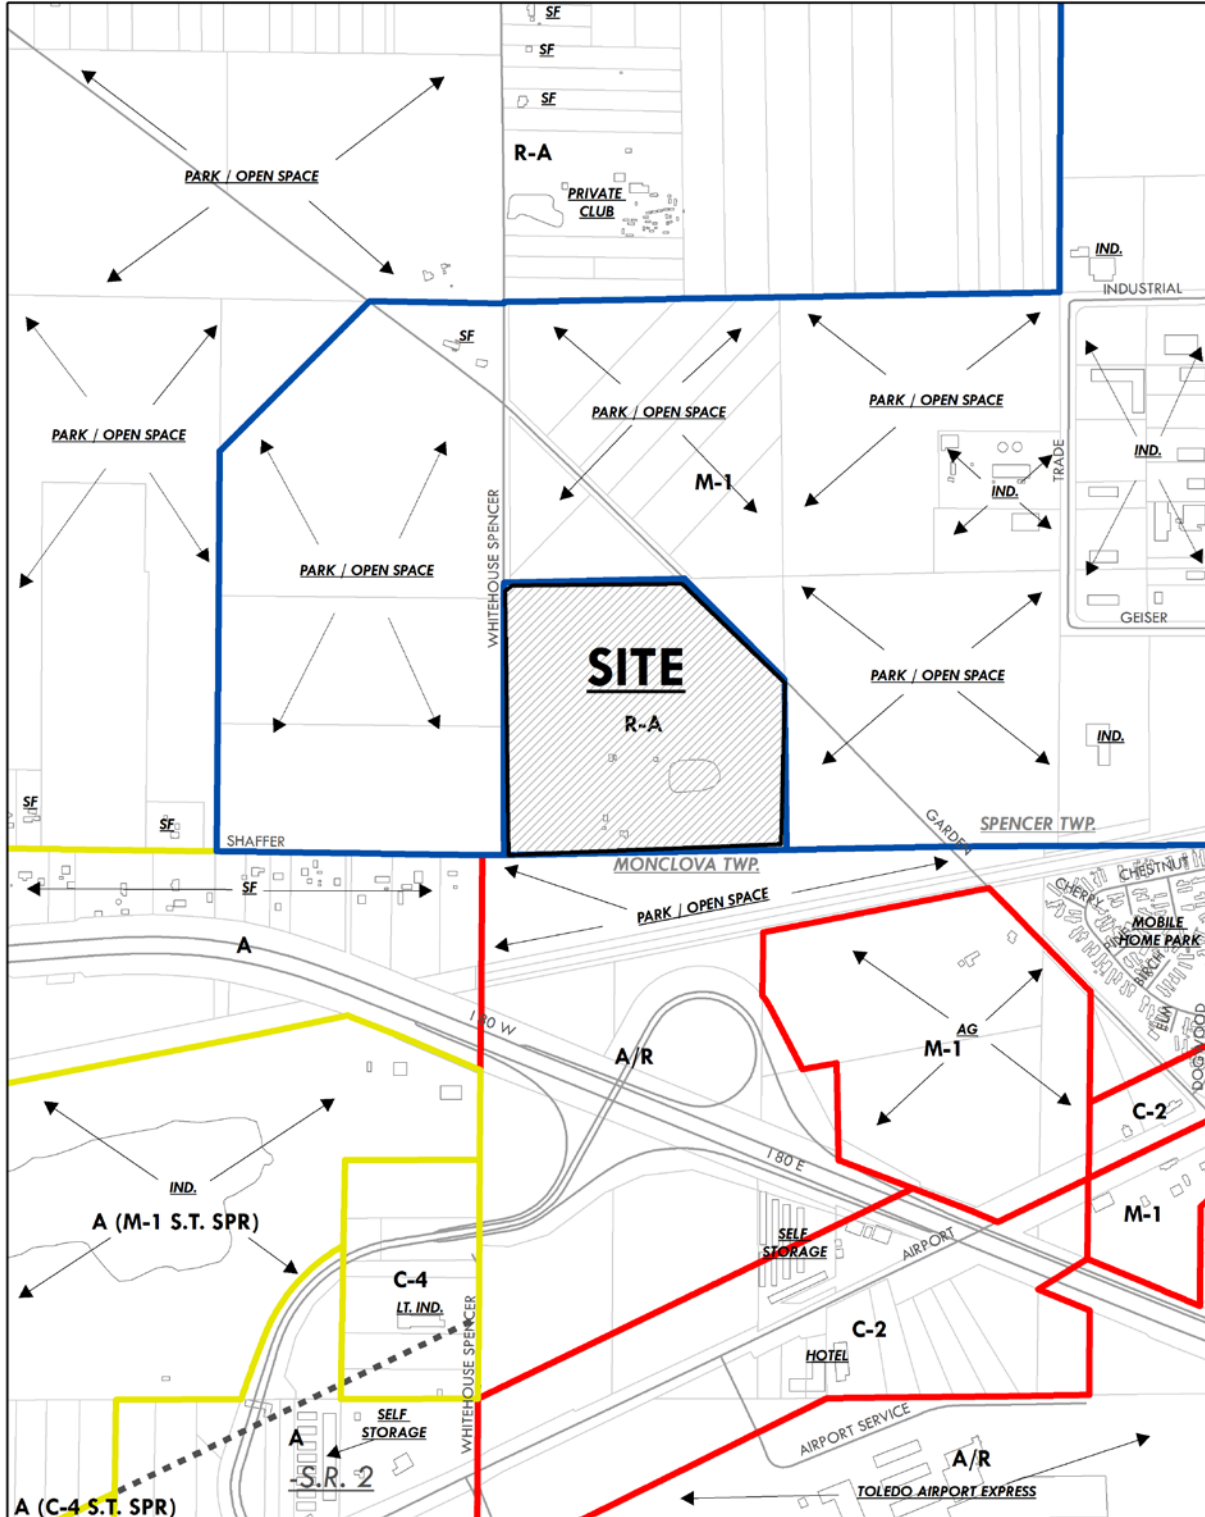 SF
SF
SF
R-A
PARK / OPEN SPACE
PRIVATE
CLUB
IND.
INDUSTRIAL
SF
PARK / OPEN SPACE
PARK / OPEN SPACE
PARK / OPEN SPACE
IND.
TRADE
M-1
IND.
WHITEHOUSE SPENCER
PARK / OPEN SPACE
GEISER
SITE
R-A
PARK / OPEN SPACE
IND.
SF
SF
SHAFFER
GARDEN
SPENCER TWP.
MONCLOVA TWP.
SF
PARK / OPEN SPACE
CHESTNUT
CHERRY
MOBILE
HOME PARK
PINE
BIRCH
ELM
DOGWOOD
A
I 80 W
A/R
AG
M-1
C-2
I 80 E
IND.
A (M-1 S.T. SPR)
SELF
STORAGE
AIRPORT
M-1
C-4
LT. IND.
WHITEHOUSE SPENCER
C-2
HOTEL
SELF
STORAGE
A
AIRPORT SERVICE
A/R
-S.R. 2
TOLEDO AIRPORT EXPRESS
A (C-4 S.T. SPR)